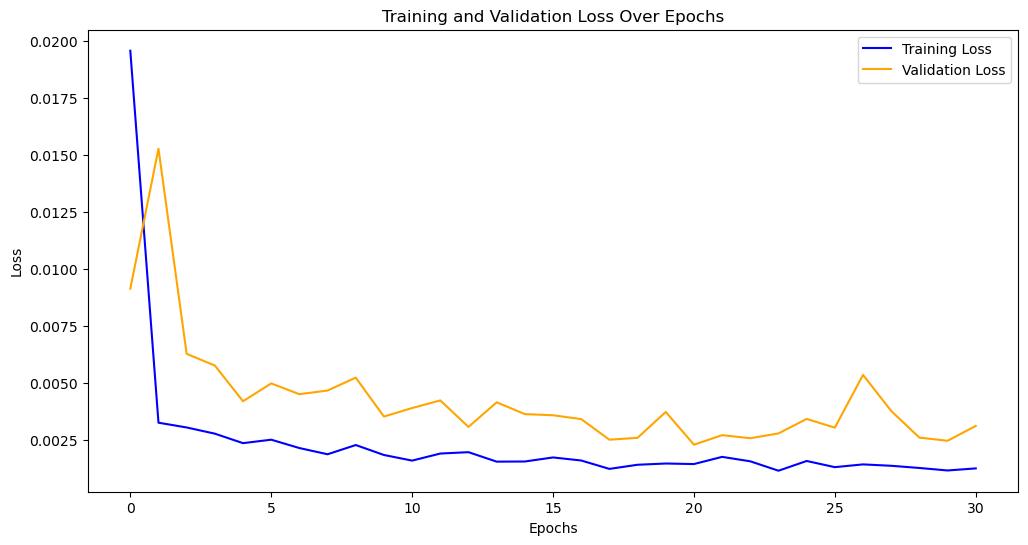 Training and Validation Loss Over Epochs
Training Loss
Validation Loss
0.0200
0.0175
0.0150
0.0125
0.0100
0.0075
0.0050
0.0025
Loss
0 5 10 15 20 25 30
Epochs